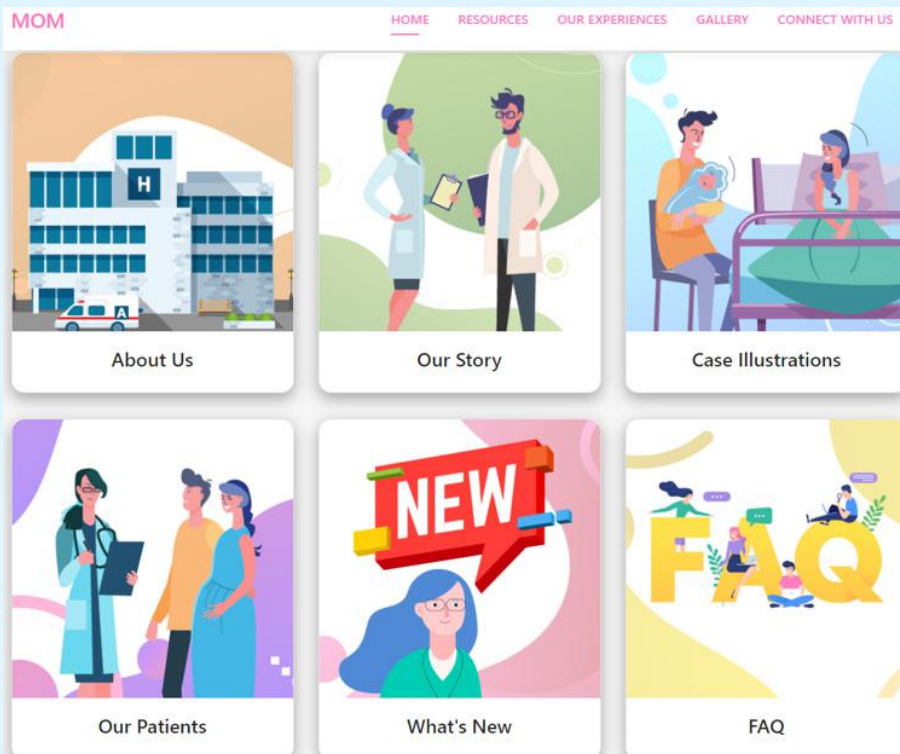 MOM
HOME RESOURCES OUR EXPERIENCES GALLERY CONNECT WITH US
H
A
About Us
Our Story
Case Illustrations
NEW
FAQ
Our Patients
What's New
FAQ